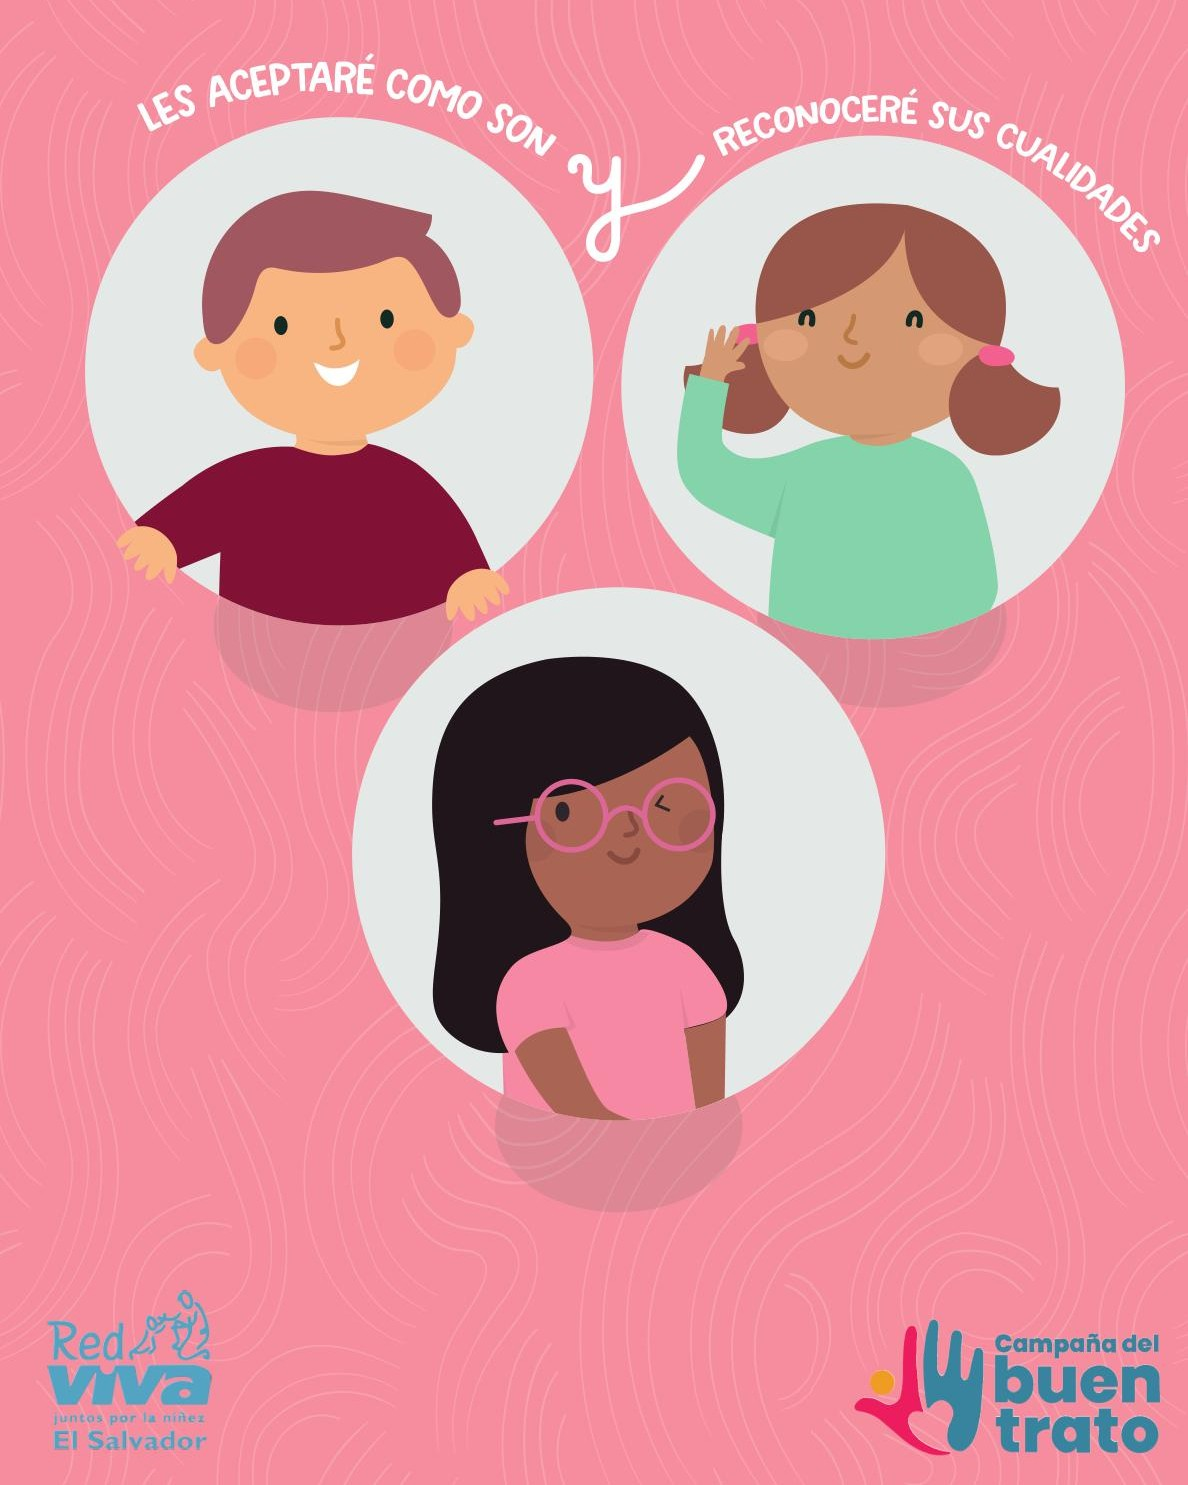 LES ACEPTARÉ COMO SON
y
RECONOCERÉ SUS CUALIDADES
Red
viva
juntos por la niñez
El Salvador
Campaña del
buen
trato